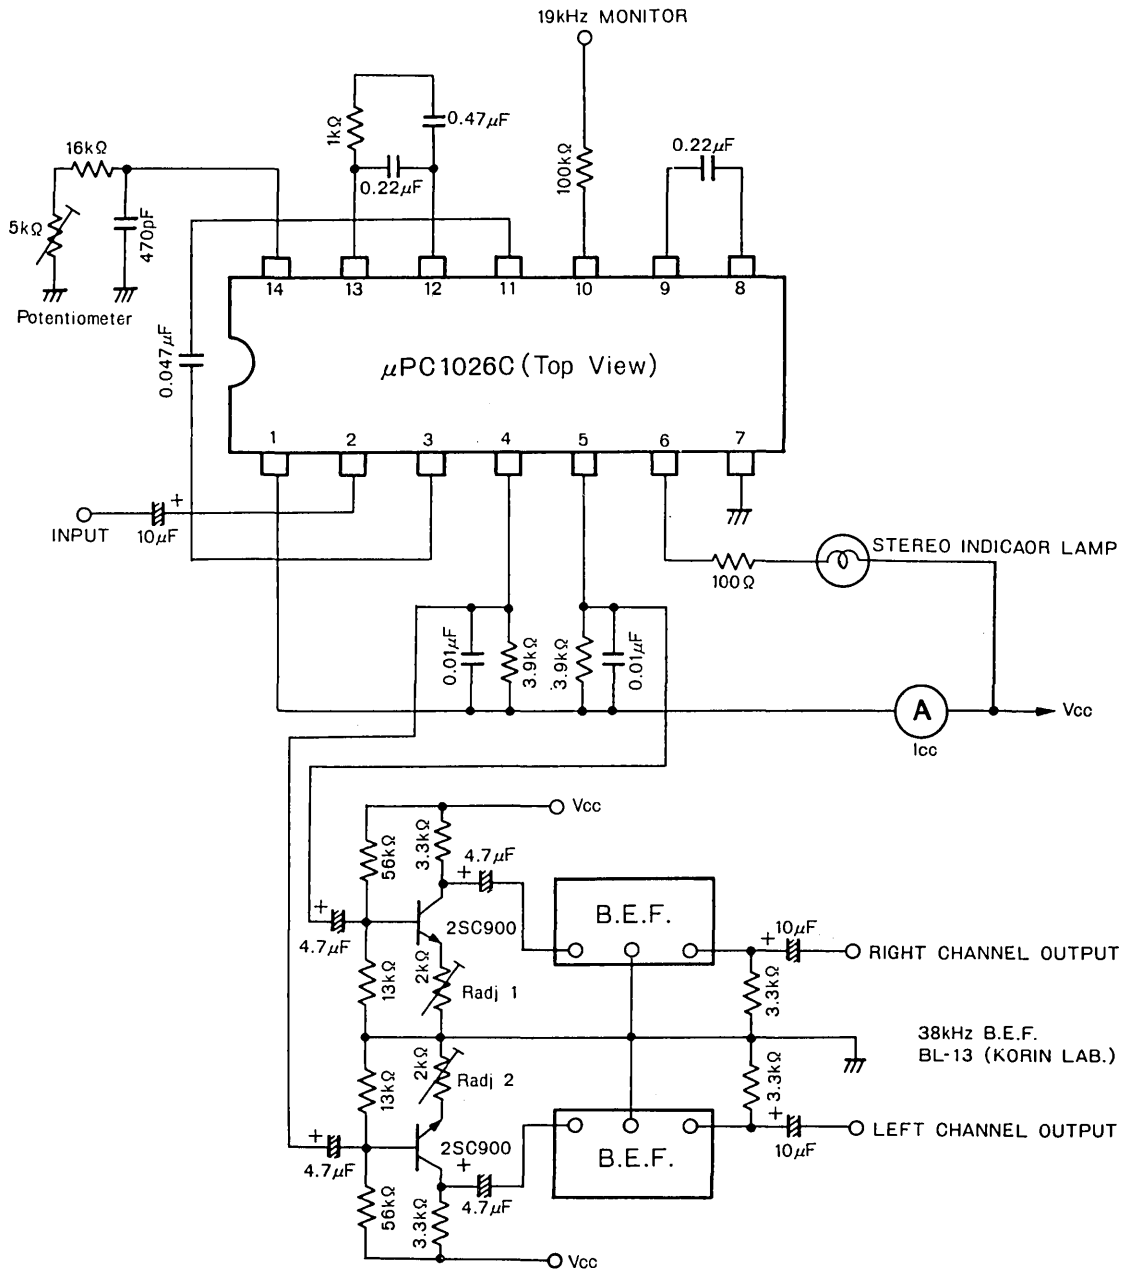 19kHz MONITOR
1kΩ
0.47μF
0.22μF
16kΩ
5kΩ
470pF
Potentiometer
100kΩ
0.22μF
14 13 12 11 10 9 8
0.047μF
μPC1026C (Top View)
1 2 3 4 5 6 7
INPUT
+
10μF
STEREO INDICAOR LAMP
100Ω
0.01μF
3.9kΩ
3.9kΩ
0.01μF
A
Icc
Vcc
Vcc
56kΩ
3.3kΩ
+
4.7μF
+
4.7μF
2SC900
B.E.F.
+
10μF
RIGHT CHANNEL OUTPUT
13kΩ
2kΩ
Radj 1
3.3kΩ
38kHz B.E.F.
BL-13 (KORIN LAB.)
13kΩ
2kΩ
Radj 2
3.3kΩ
+
4.7μF
2SC900
+
4.7μF
B.E.F.
+
10μF
LEFT CHANNEL OUTPUT
56kΩ
3.3kΩ
Vcc